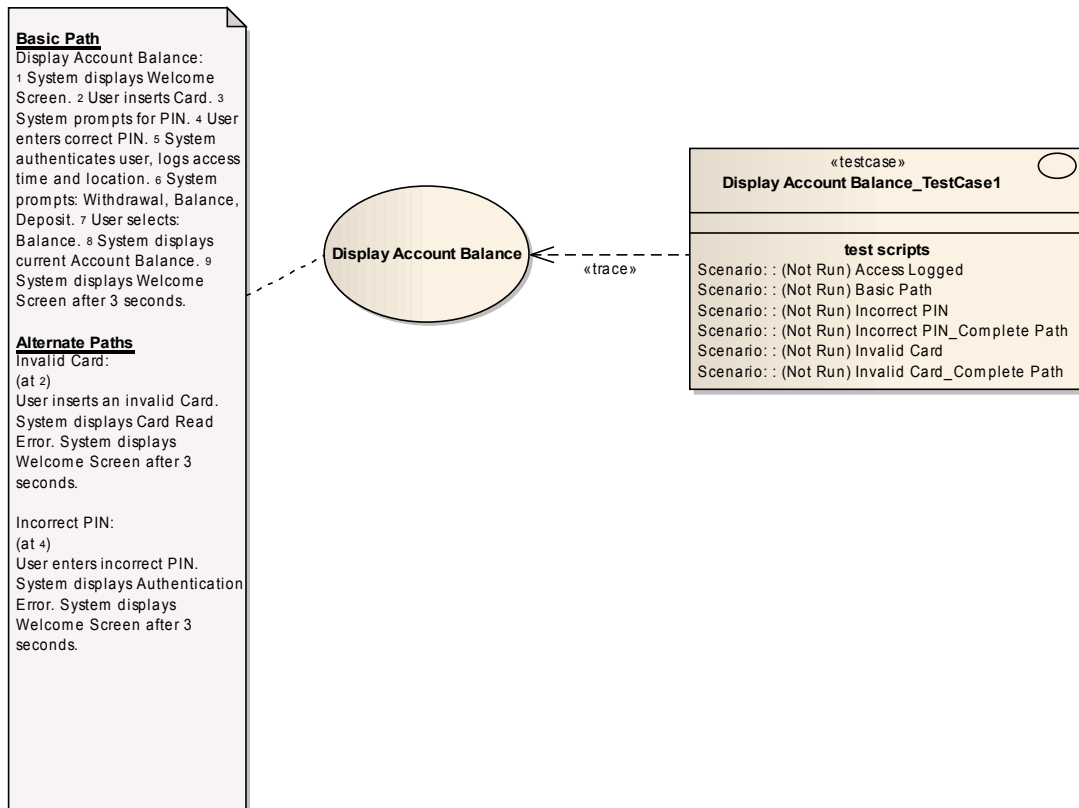 Basic Path
Display Account Balance:
1 System displays Welcome
Screen. 2 User inserts Card. 3
System prompts for PIN. 4 User
enters correct PIN. 5 System
authenticates user, logs access
time and location. 6 System
prompts: Withdrawal, Balance,
Deposit. 7 User selects:
Balance. 8 System displays
current Account Balance. 9
System displays Welcome
Screen after 3 seconds.
Alternate Paths
Invalid Card:
(at 2)
User inserts an invalid Card.
System displays Card Read
Error. System displays
Welcome Screen after 3
seconds.
Incorrect PIN:
(at 4)
User enters incorrect PIN.
System displays Authentication
Error. System displays
Welcome Screen after 3
seconds.
Display Account Balance
«trace»
«testcase»
Display Account Balance_TestCase1
test scripts
Scenario: : (Not Run) Access Logged
Scenario: : (Not Run) Basic Path
Scenario: : (Not Run) Incorrect PIN
Scenario: : (Not Run) Incorrect PIN_Complete Path
Scenario: : (Not Run) Invalid Card
Scenario: : (Not Run) Invalid Card_Complete Path